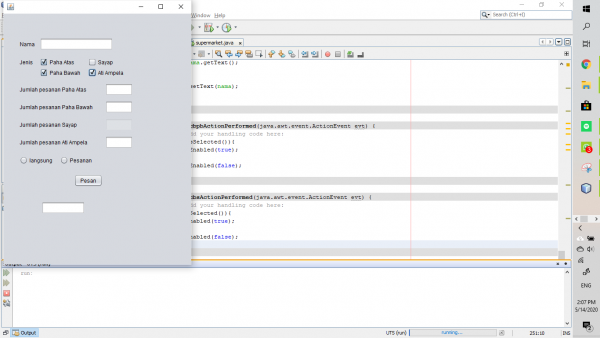 Nama
Jenis Paha Atas Sayap
Paha Bawah Ati Ampela
Jumlah pesanan Paha Atas
Jumlah pesanan Paha Bawah
Jumlah pesanan Sayap
Jumlah pesanan Ati Ampela
langsung Pesanan
Pesan
Window Help
Search (Ctrl+I)
supermarket.java
.getText();
etText(nama);
ActionPerformed(java.awt.event.ActionEvent evt) {
d your handling code here:
Selected()){
nabled(true);
nabled(false);
ActionPerformed(java.awt.event.ActionEvent evt) {
d your handling code here:
Selected()){
nabled(true);
nabled(false);
run:
Output
UTS (run)
running...
251:10
INS
ENG
2:07 PM
5/14/2020